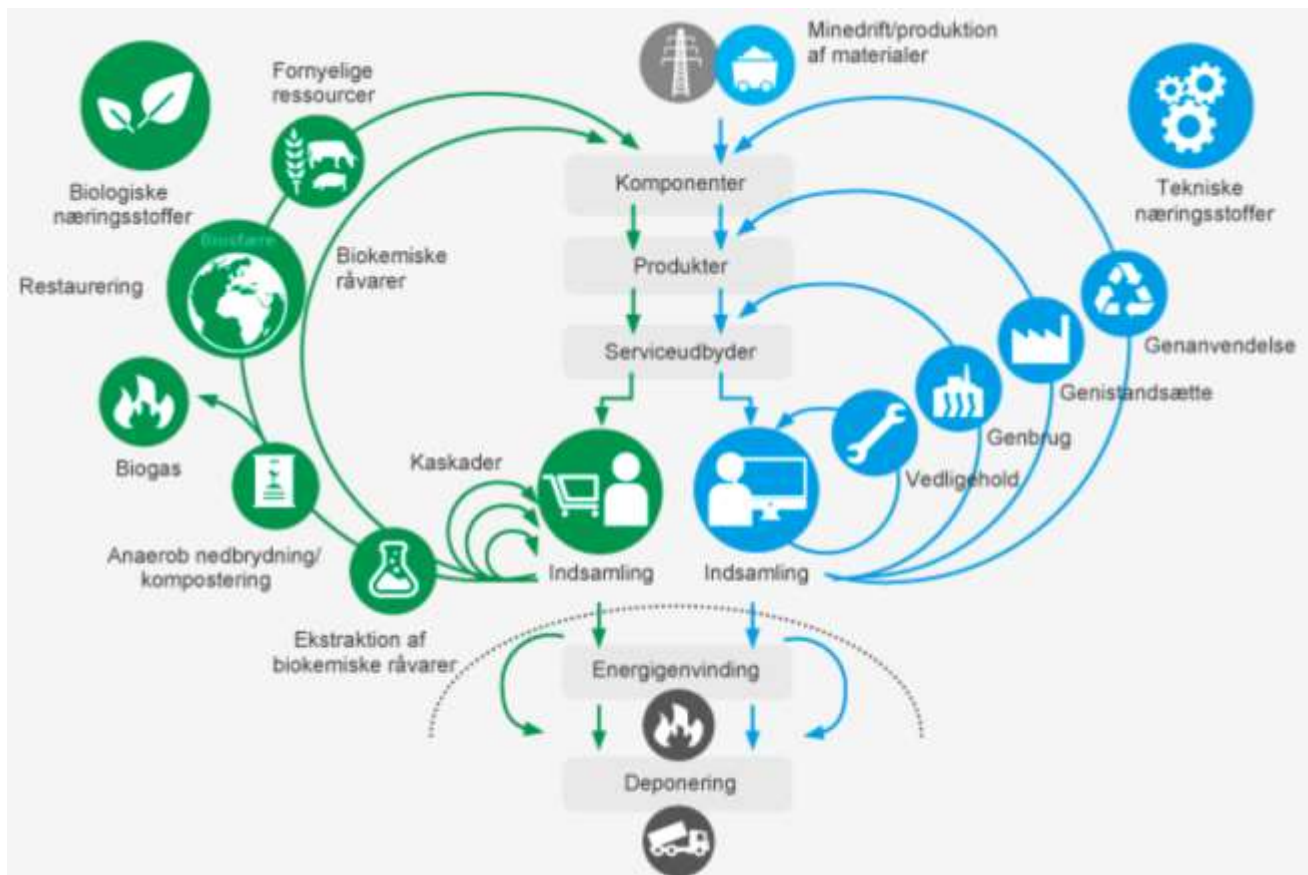 Minedrift/produktion
af materialer
Fornyelige
ressourcer
Biologiske
næringsstoffer
Tekniske
næringsstoffer
Komponenter
Biosfære
Biokemiske
råvarer
Restaurering
Produkter
Serviceudbyder
Genanvendelse
Genistandsætte
Genbrug
Vedligehold
Biogas
Kaskader
Anaerob nedbrydning/
kompostering
Indsamling
Indsamling
Ekstraktion af
biokemiske råvarer
Energigenvinding
Deponering